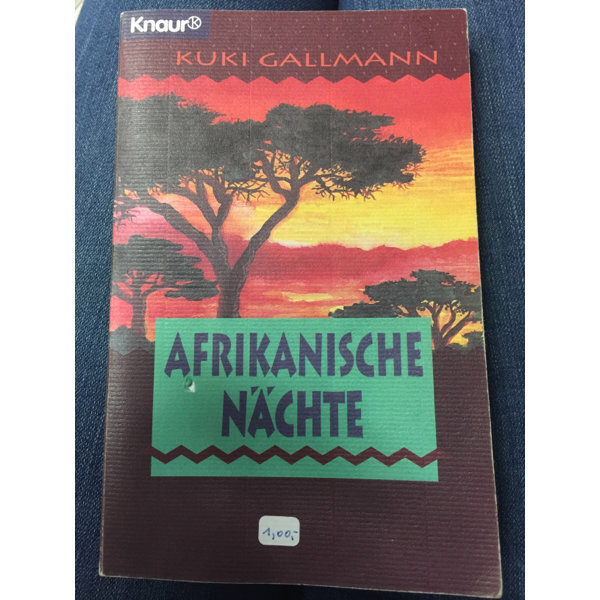 Knaur K
KUKI GALLMANN
AFRIKANISCHE
NÄCHTE
1,00,-